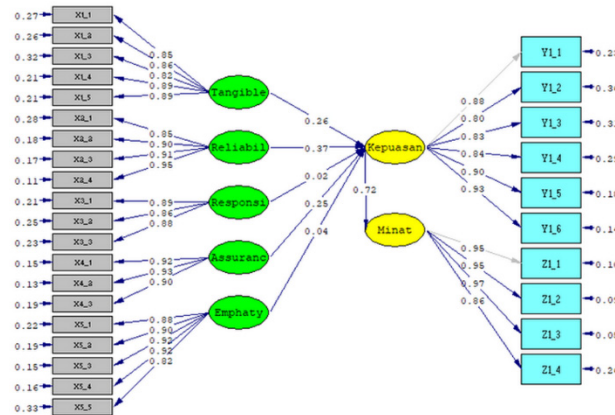 0.27 X1_1
0.26 X1_2
0.32 X1_3
0.21 X1_4
0.21 X1_5
0.28 X2_1
0.18 X2_2
0.17 X2_3
0.11 X2_4
0.21 X3_1
0.25 X3_2
0.23 X3_3
0.15 X4_1
0.13 X4_2
0.19 X4_3
0.22 X5_1
0.19 X5_2
0.15 X5_3
0.16 X5_4
0.33 X5_5
0.85
0.86
0.82
0.89
0.89
0.85
0.90
0.91
0.95
0.89
0.86
0.88
0.92
0.93
0.90
0.88
0.90
0.92
0.92
0.82
Tangible
Reliabil
Responsi
Assuranc
Emphaty
0.26
0.37
0.02
0.25
0.04
Kepuasan
0.72
Minat
0.88
0.80
0.83
0.84
0.90
0.93
0.95
0.95
0.97
0.86
Y1_1
Y1_2
Y1_3
Y1_4
Y1_5
Y1_6
Z1_1
Z1_2
Z1_3
Z1_4